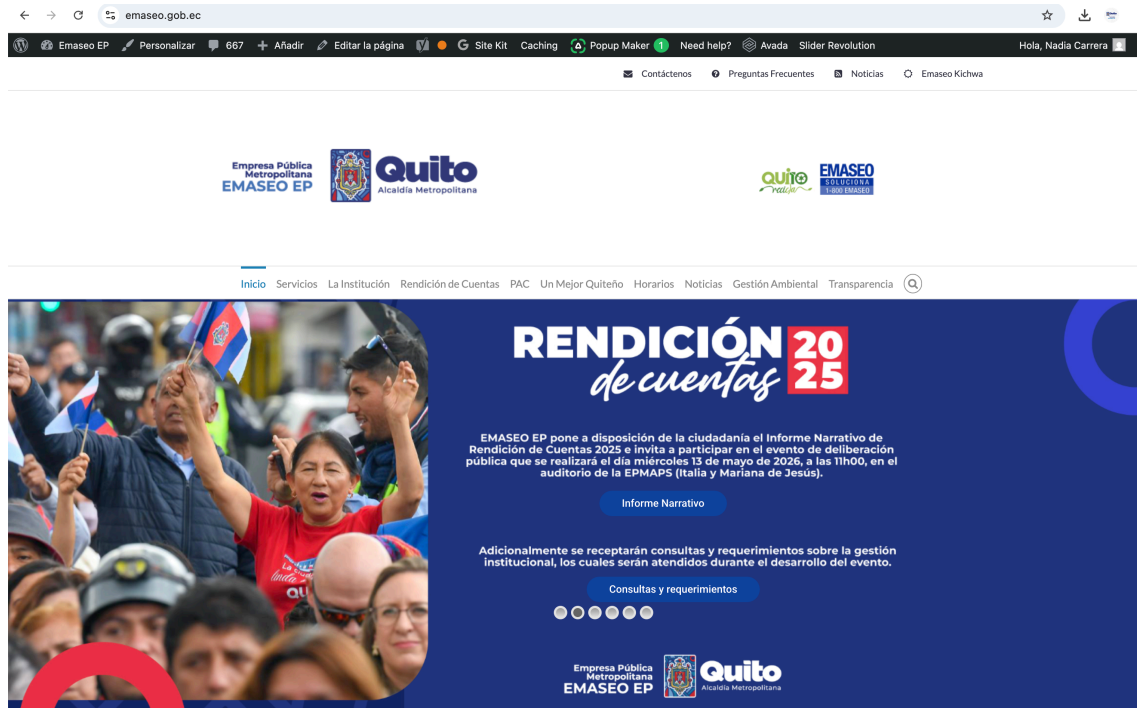 emaseo.gob.ec
Emaseo EP Personalizar 667 Añadir Editar la página Site Kit Caching Popup Maker 1 Need help? Avada Slider Revolution Hola, Nadia Carrera
Contáctenos Preguntas Frecuentes Noticias Emaseo Kichwa
Empresa Pública
Metropolitana
EMASEO EP
Quito
Alcaldía Metropolitana
QUITO
recicla
EMASEO
SOLUCIONA
1-800 EMASEO
Inicio Servicios La Institución Rendición de Cuentas PAC Un Mejor Quiteño Horarios Noticias Gestión Ambiental Transparencia
RENDICIÓN 20
de cuentas 25
EMASEO EP pone a disposición de la ciudadanía el Informe Narrativo de
Rendición de Cuentas 2025 e invita a participar en el evento de deliberación
pública que se realizará el día miércoles 13 de mayo de 2026, a las 11h00, en el
auditorio de la EPMAPS (Italia y Mariana de Jesús).
Informe Narrativo
Adicionalmente se receptarán consultas y requerimientos sobre la gestión
institucional, los cuales serán atendidos durante el desarrollo del evento.
Consultas y requerimientos
Empresa Pública
Metropolitana
EMASEO EP
Quito
Alcaldía Metropolitana
linda